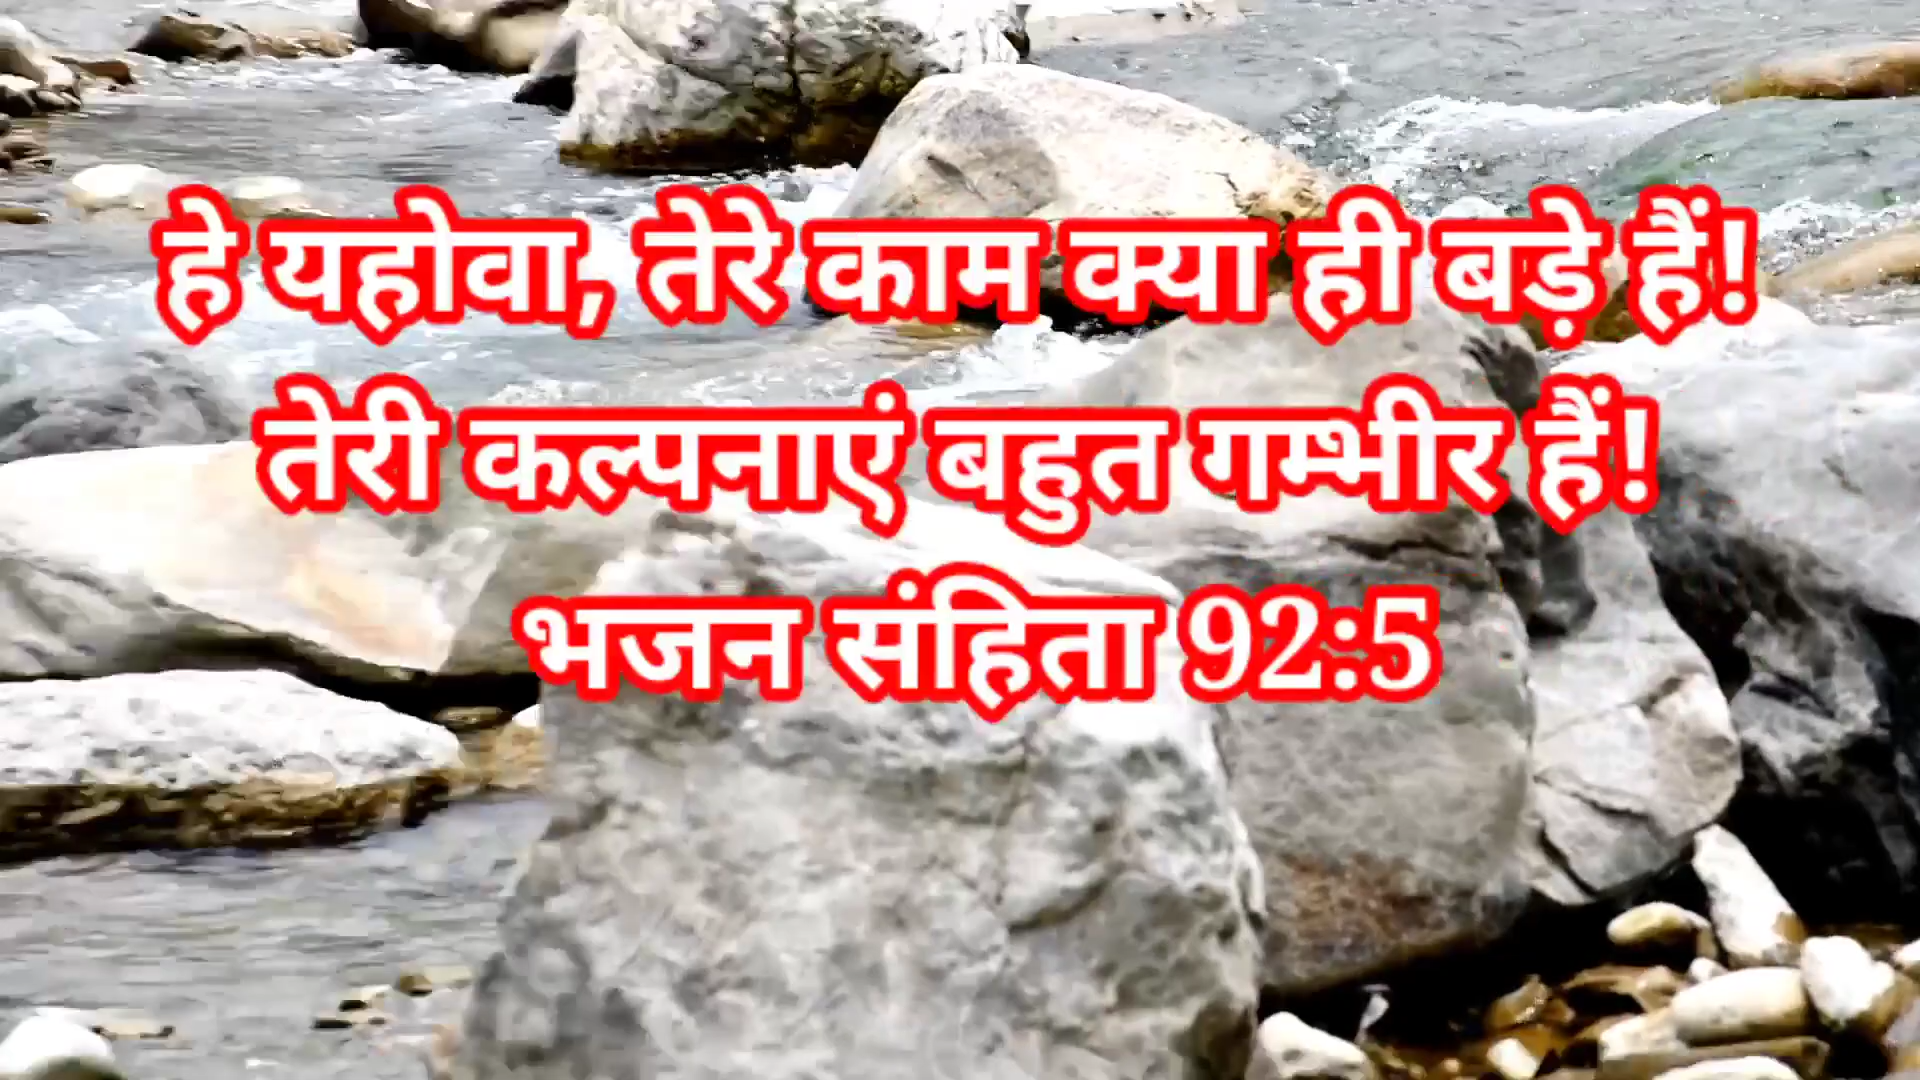 हे यहोवा, तेरे काम क्या ही बड़े हैं!
तेरी कल्पनाएं बहुत गम्भीर हैं!
भजन संहिता 92:5